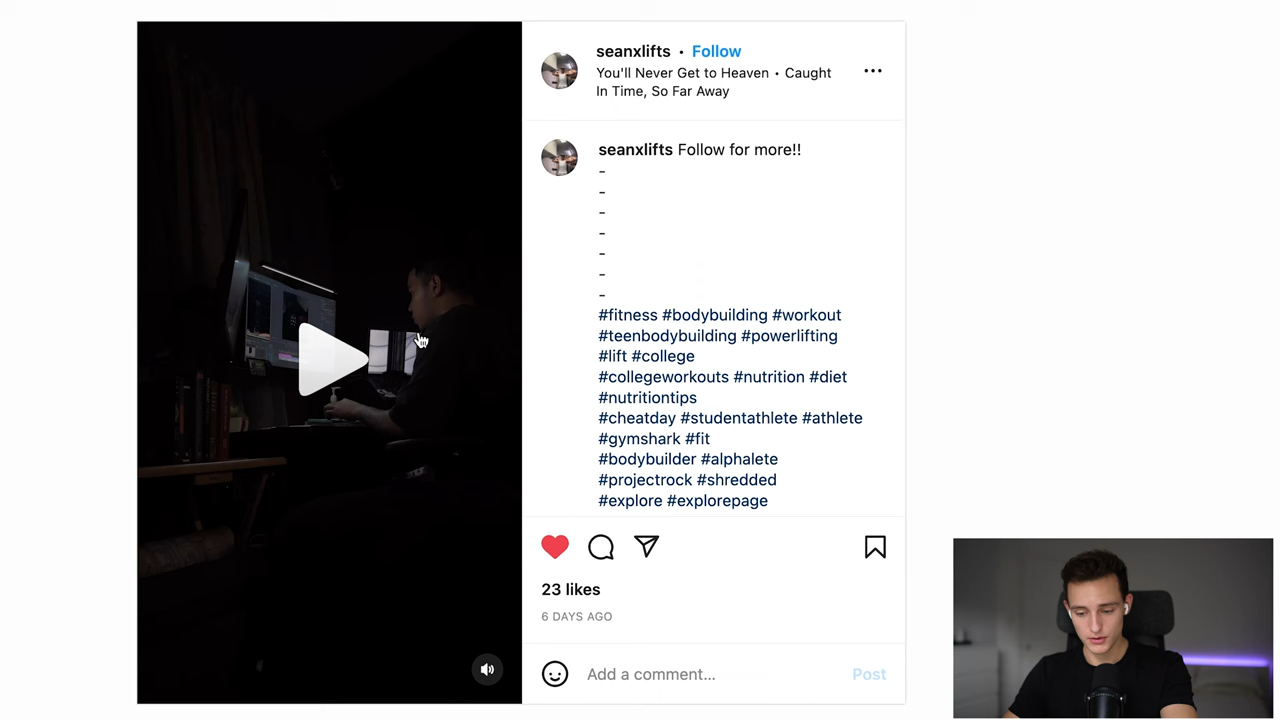 seanxlifts • Follow
You'll Never Get to Heaven • Caught
In Time, So Far Away
seanxlifts Follow for more!!
-
-
-
-
-
-
-
#fitness #bodybuilding #workout
#teenbodybuilding #powerlifting
#lift #college
#collegeworkouts #nutrition #diet
#nutritiontips
#cheatday #studentathlete #athlete
#gymshark #fit
#bodybuilder #alphalete
#projectrock #shredded
#explore #explorepage
23 likes
6 DAYS AGO
Add a comment...
Post